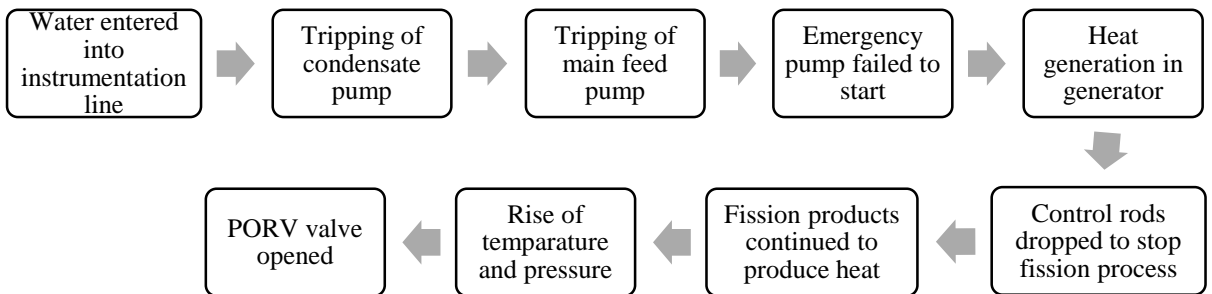 Water entered
into
instrumentation
line
Tripping of
condensate
pump
Tripping of
main feed
pump
Emergency
pump failed to
start
Heat
generation in
generator
Control rods
dropped to stop
fission process
Fission products
continued to
produce heat
Rise of
temparature
and pressure
PORV valve
opened